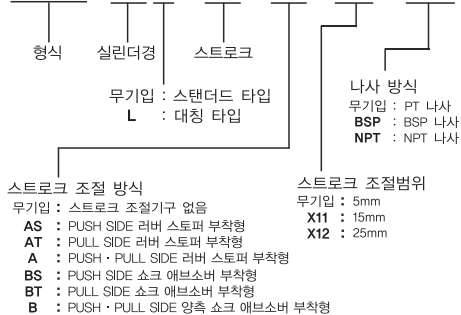 형식 실린더경 스트로크
무기입 : 스탠더드 타입
L : 대칭 타입
나사 방식
무기입 : PT 나사
BSP : BSP 나사
NPT : NPT 나사
스트로크 조절 방식
무기입 : 스트로크 조절기구 없음
AS : PUSH SIDE 러버 스토퍼 부착형
AT : PULL SIDE 러버 스토퍼 부착형
A : PUSH · PULL SIDE 러버 스토퍼 부착형
BS : PUSH SIDE 쇼크 애브소버 부착형
BT : PULL SIDE 쇼크 애브소버 부착형
B : PUSH · PULL SIDE 양측 쇼크 애브소버 부착형
스트로크 조절범위
무기입 : 5mm
X11 : 15mm
X12 : 25mm